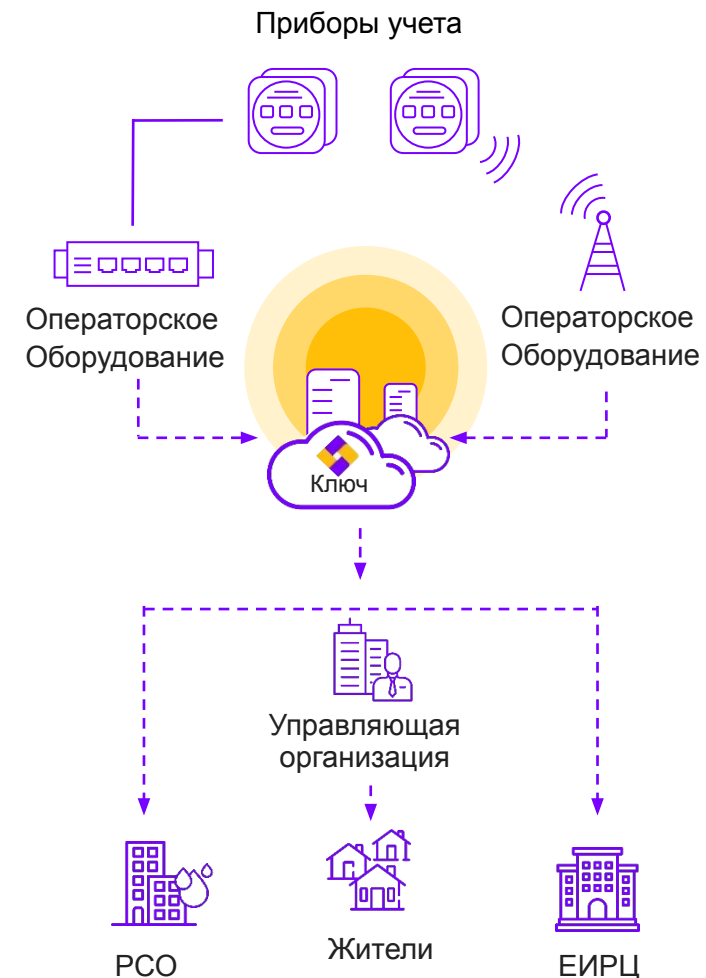 Приборы учета
Операторское
Оборудование
Операторское
Оборудование
Ключ
Управляющая
организация
РСО
Жители
ЕИРЦ